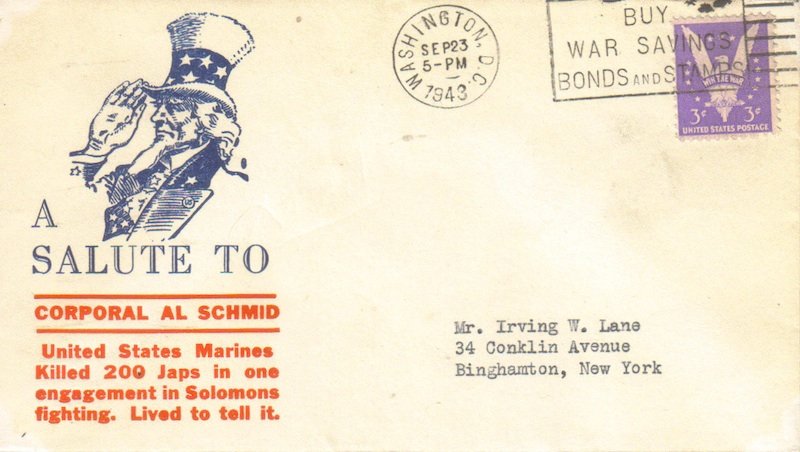 WASHINGTON, D.C.
SEP 23
5-PM
1943
BUY
WAR SAVINGS
BONDS AND STAMPS
WIN THE WAR
3¢ 3¢
UNITED STATES POSTAGE
A
SALUTE TO
US
CORPORAL AL SCHMID
United States Marines
Killed 200 Japs in one
engagement in Solomons
fighting. Lived to tell it.
Mr. Irving W. Lane
34 Conklin Avenue
Binghamton, New York